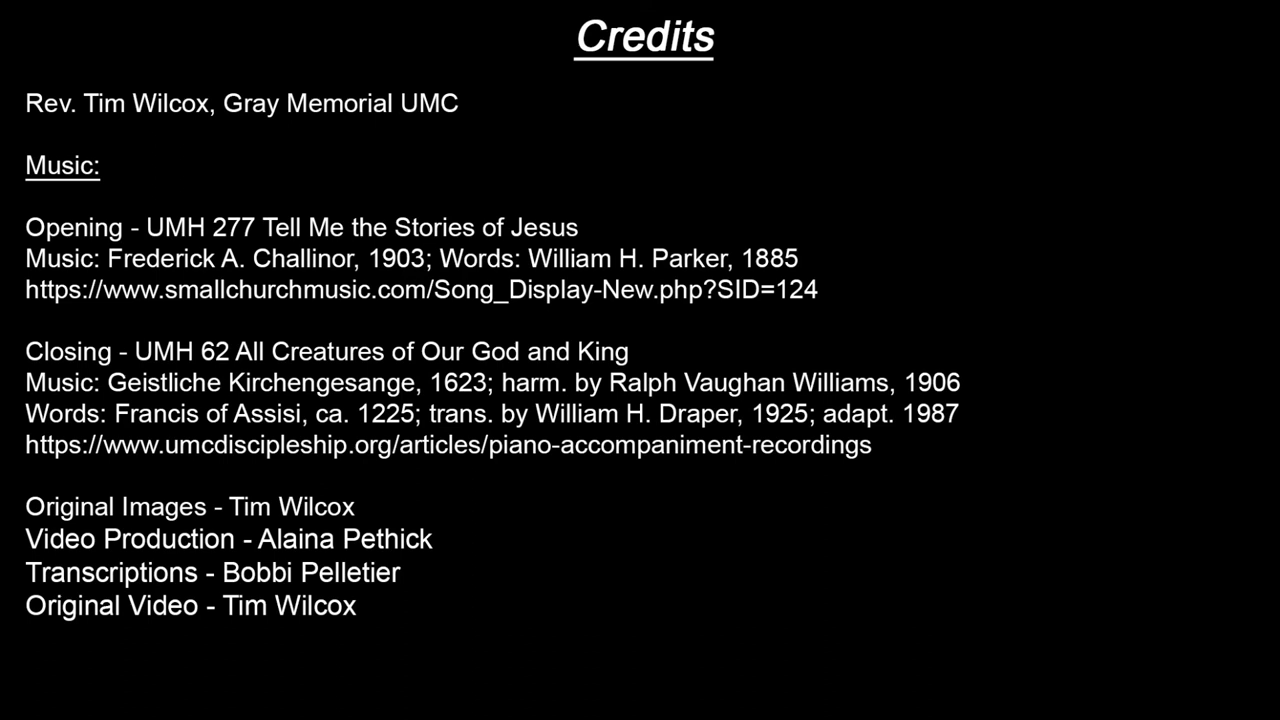 Credits
Rev. Tim Wilcox, Gray Memorial UMC
Music:
Opening - UMH 277 Tell Me the Stories of Jesus
Music: Frederick A. Challinor, 1903; Words: William H. Parker, 1885
https://www.smallchurchmusic.com/Song_Display-New.php?SID=124
Closing - UMH 62 All Creatures of Our God and King
Music: Geistliche Kirchengesange, 1623; harm. by Ralph Vaughan Williams, 1906
Words: Francis of Assisi, ca. 1225; trans. by William H. Draper, 1925; adapt. 1987
https://www.umcdiscipleship.org/articles/piano-accompaniment-recordings
Original Images - Tim Wilcox
Video Production - Alaina Pethick
Transcriptions - Bobbi Pelletier
Original Video - Tim Wilcox